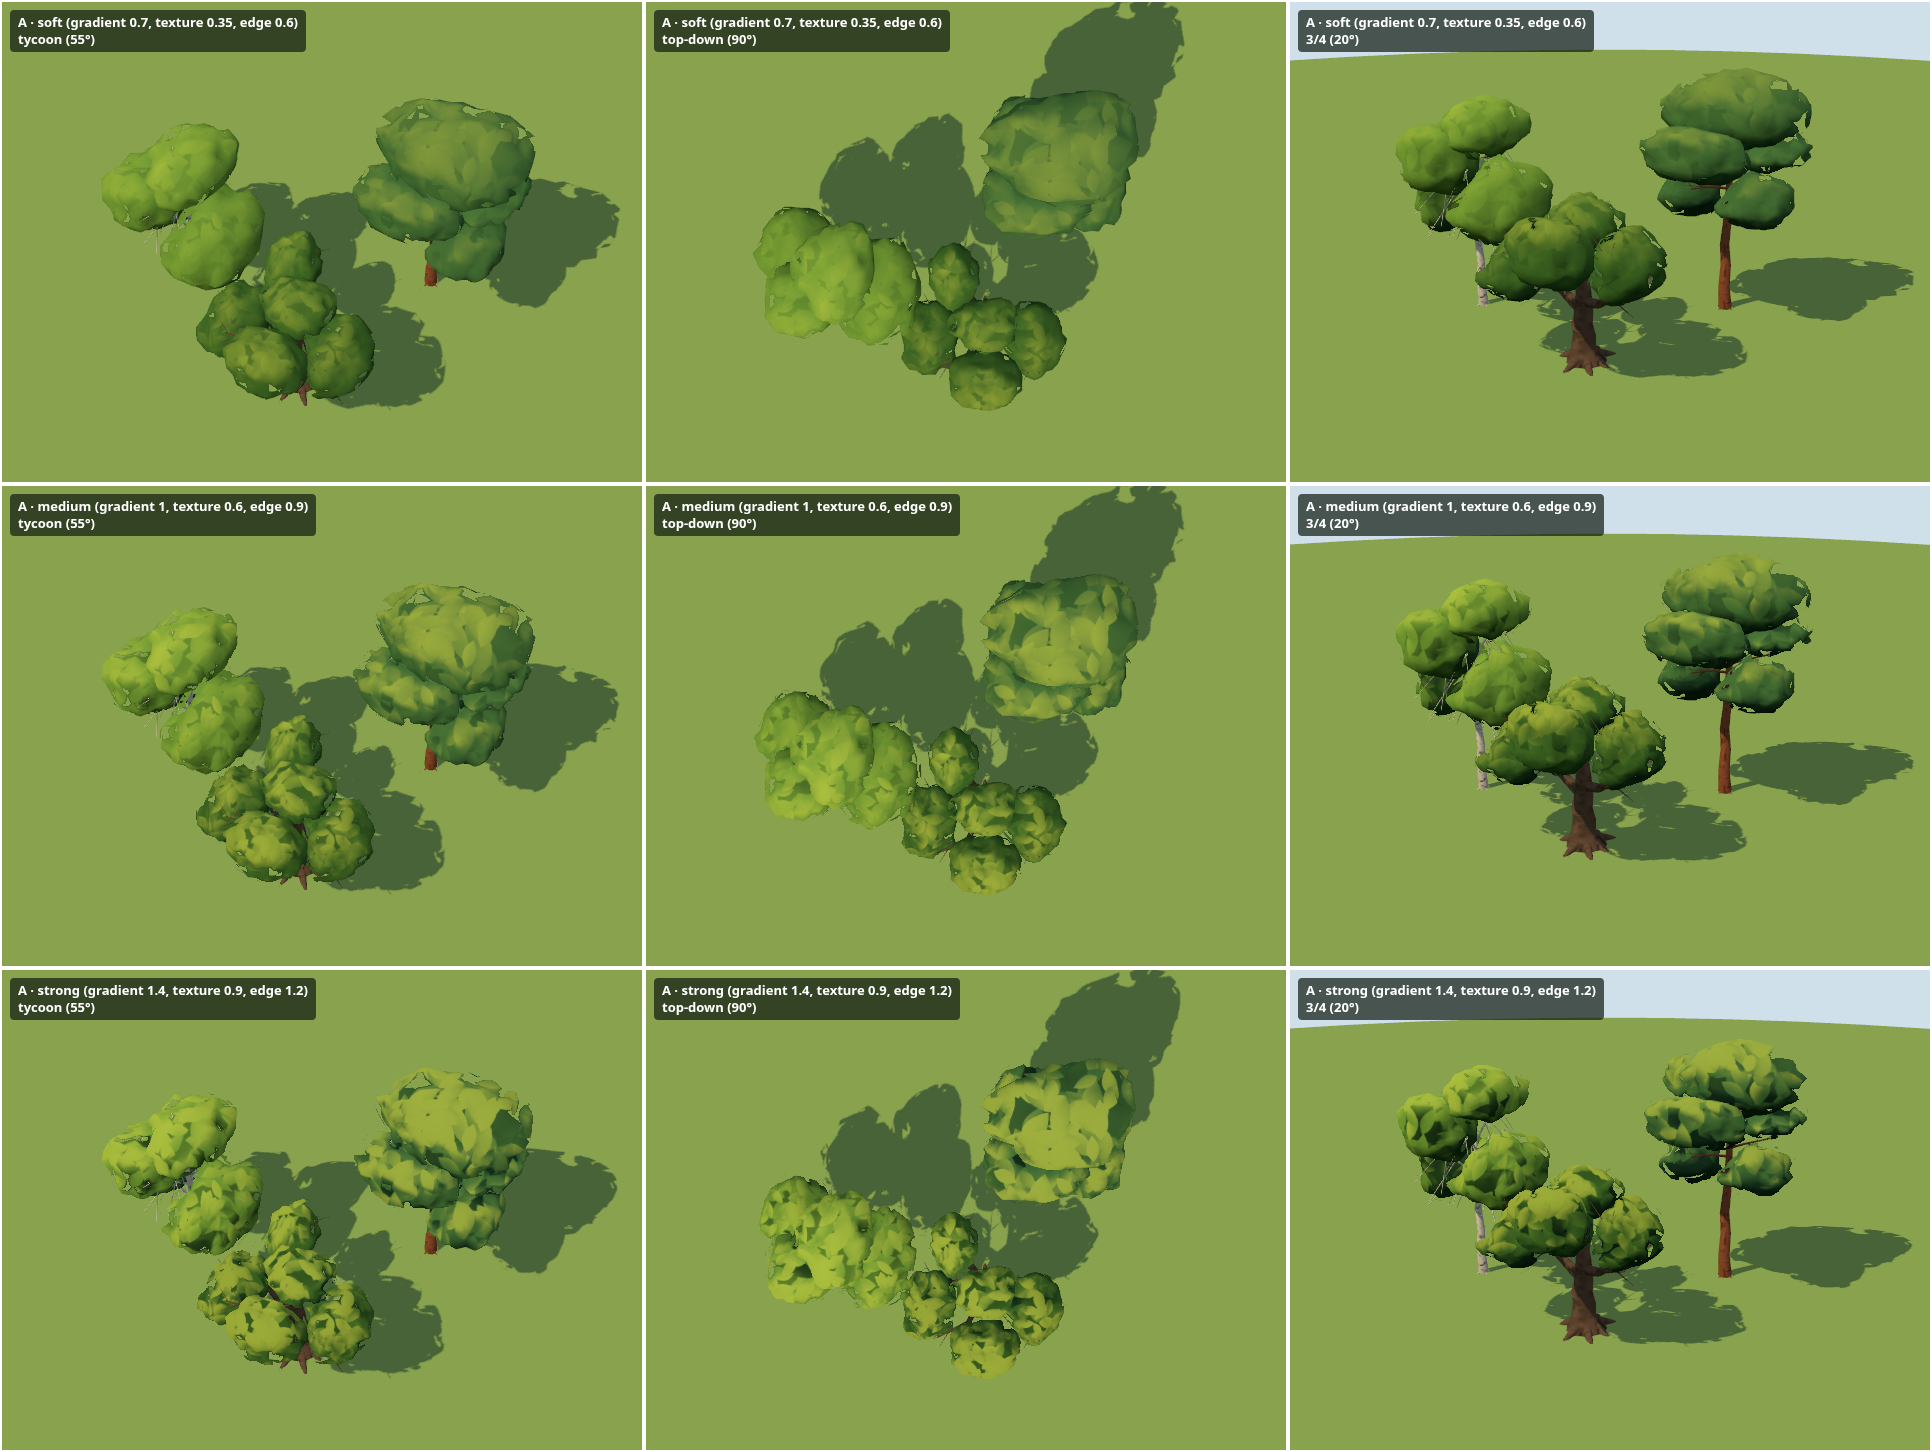 A · soft (gradient 0.7, texture 0.35, edge 0.6)
tycoon (55°)
A · soft (gradient 0.7, texture 0.35, edge 0.6)
top-down (90°)
A · soft (gradient 0.7, texture 0.35, edge 0.6)
3/4 (20°)
A · medium (gradient 1, texture 0.6, edge 0.9)
tycoon (55°)
A · medium (gradient 1, texture 0.6, edge 0.9)
top-down (90°)
A · medium (gradient 1, texture 0.6, edge 0.9)
3/4 (20°)
A · strong (gradient 1.4, texture 0.9, edge 1.2)
tycoon (55°)
A · strong (gradient 1.4, texture 0.9, edge 1.2)
top-down (90°)
A · strong (gradient 1.4, texture 0.9, edge 1.2)
3/4 (20°)